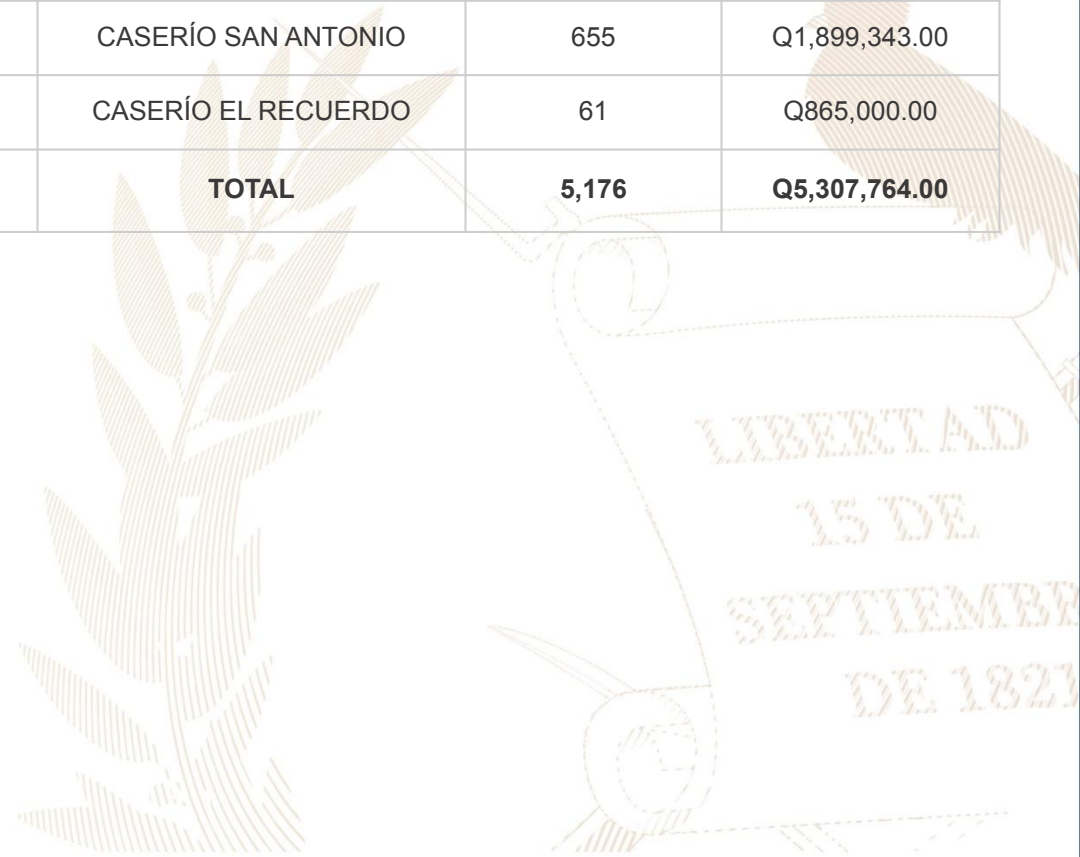 CASERÍO SAN ANTONIO 655 Q1,899,343.00
CASERÍO EL RECUERDO 61 Q865,000.00
TOTAL 5,176 Q5,307,764.00
LIBERTAD
15 DE
SEPTIEMBR
DE 1821